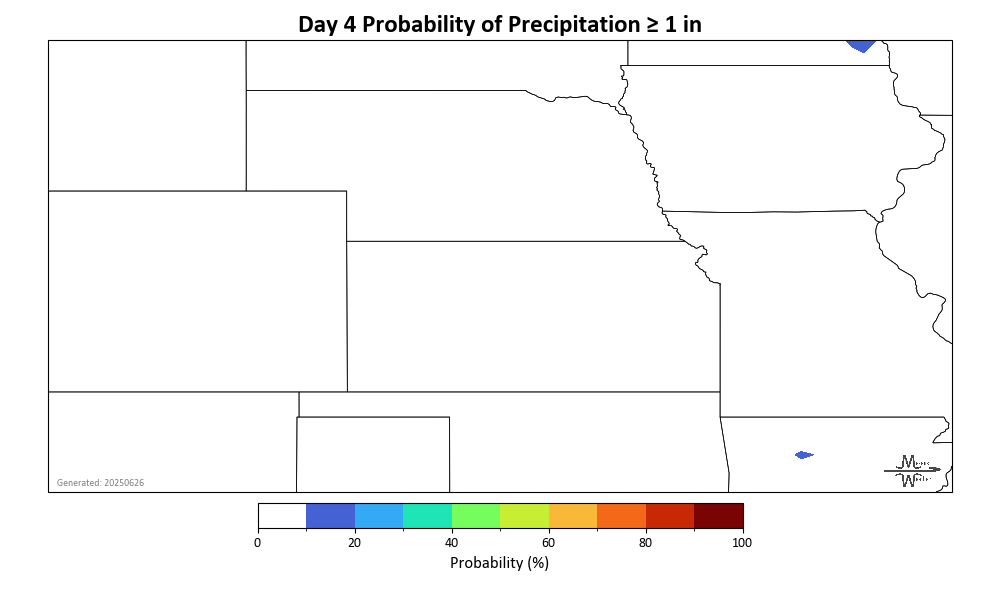 Day 4 Probability of Precipitation ≥ 1 in
Generated: 20250626
0 20 40 60 80 100
Probability (%)